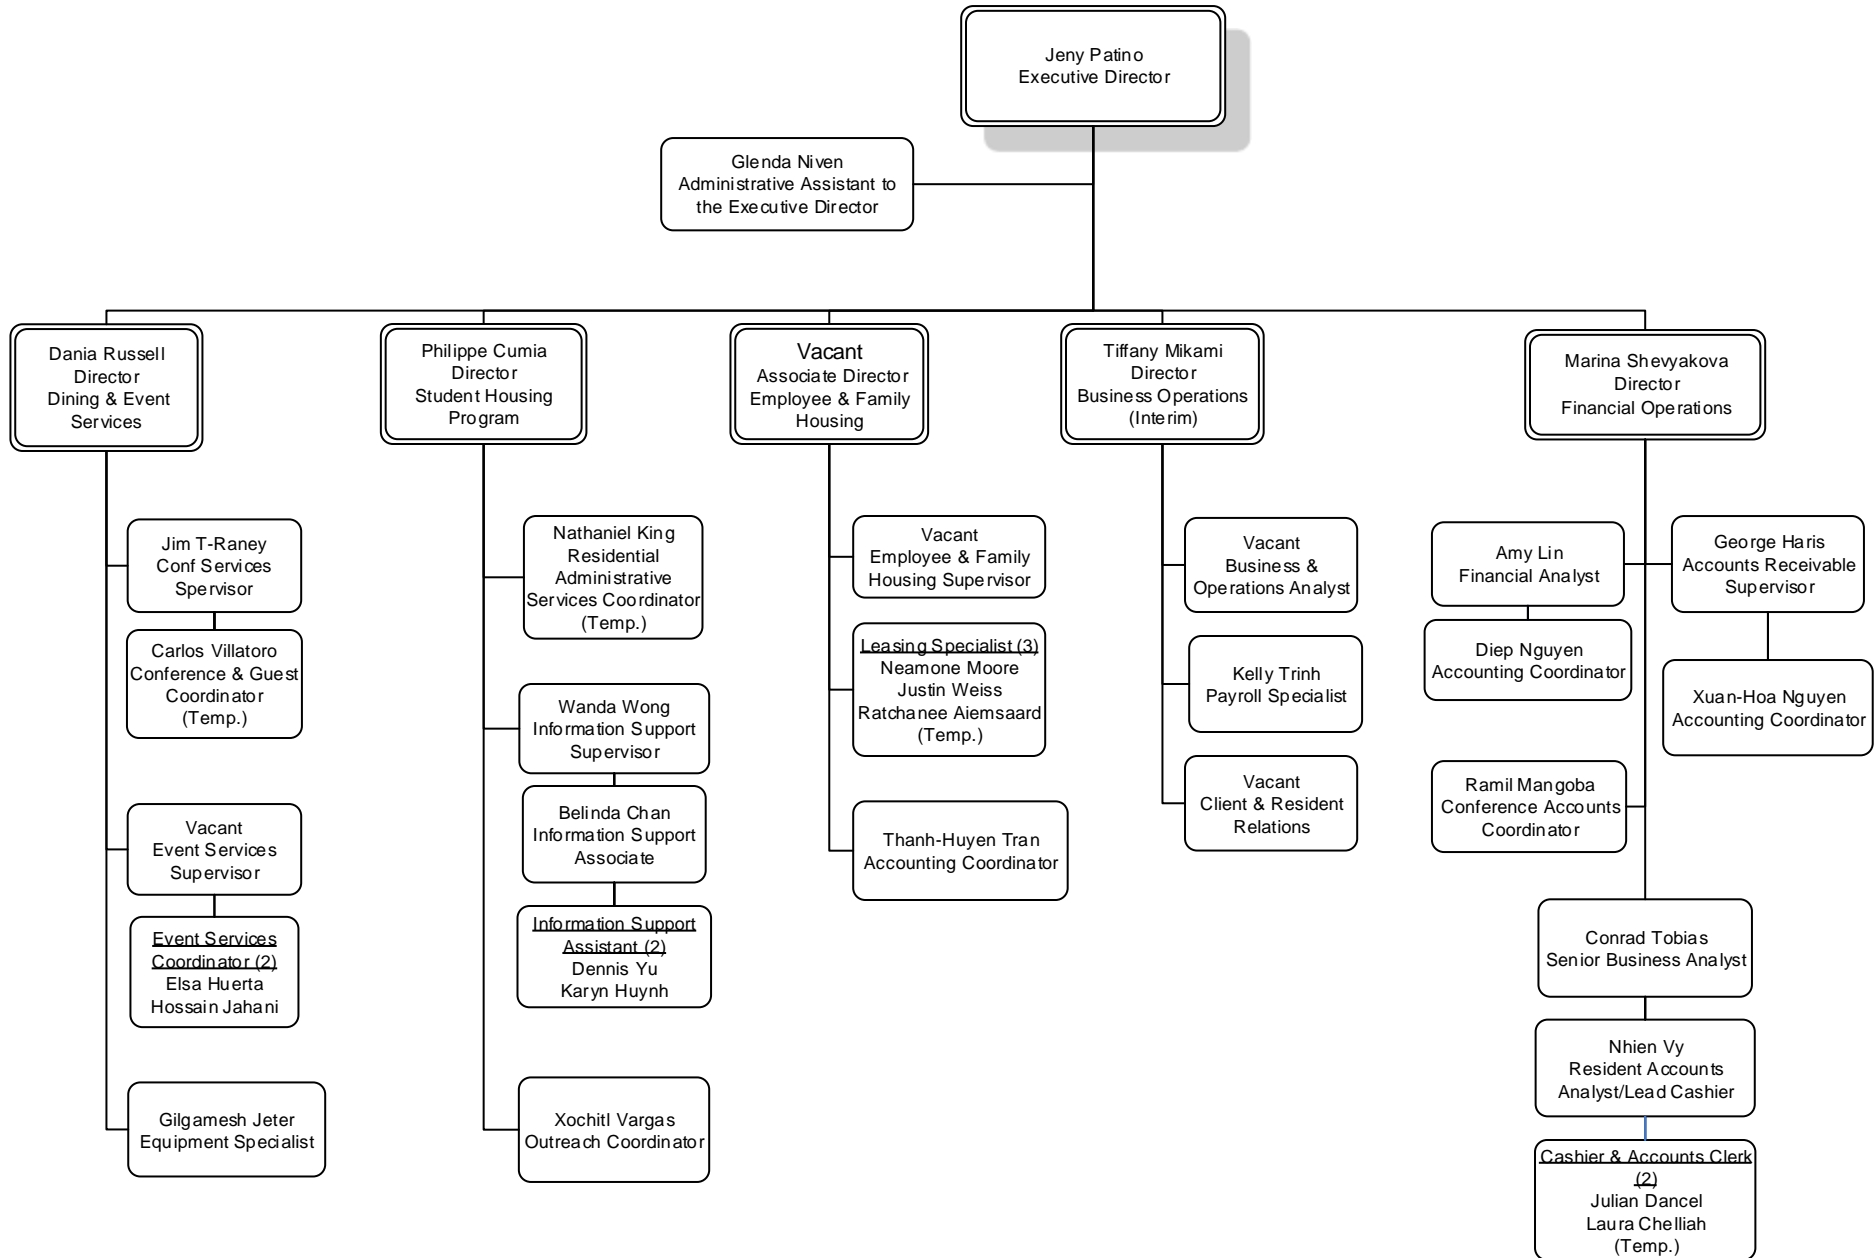 Jeny Patino
Executive Director
Glenda Niven
Administrative Assistant to
the Executive Director
Dania Russell
Director
Dining & Event
Services
Philippe Cumia
Director
Student Housing
Program
Vacant
Associate Director
Employee & Family
Housing
Tiffany Mikami
Director
Business Operations
(Interim)
Marina Shevyakova
Director
Financial Operations
Jim T-Raney
Conf Services
Spervisor
Carlos Villatoro
Conference & Guest
Coordinator
(Temp.)
Vacant
Event Services
Supervisor
Event Services
Coordinator (2)
Elsa Huerta
Hossain Jahani
Gilgamesh Jeter
Equipment Specialist
Nathaniel King
Residential
Administrative
Services Coordinator
(Temp.)
Wanda Wong
Information Support
Supervisor
Belinda Chan
Information Support
Associate
Information Support
Assistant (2)
Dennis Yu
Karyn Huynh
Xochitl Vargas
Outreach Coordinator
Vacant
Employee & Family
Housing Supervisor
Leasing Specialist (3)
Neamone Moore
Justin Weiss
Ratchanee Aiemsaard
(Temp.)
Thanh-Huyen Tran
Accounting Coordinator
Vacant
Business &
Operations Analyst
Kelly Trinh
Payroll Specialist
Vacant
Client & Resident
Relations
Amy Lin
Financial Analyst
Diep Nguyen
Accounting Coordinator
George Haris
Accounts Receivable
Supervisor
Xuan-Hoa Nguyen
Accounting Coordinator
Ramil Mangoba
Conference Accounts
Coordinator
Conrad Tobias
Senior Business Analyst
Nhien Vy
Resident Accounts
Analyst/Lead Cashier
Cashier & Accounts Clerk
(2)
Julian Dancel
Laura Chelliah
(Temp.)